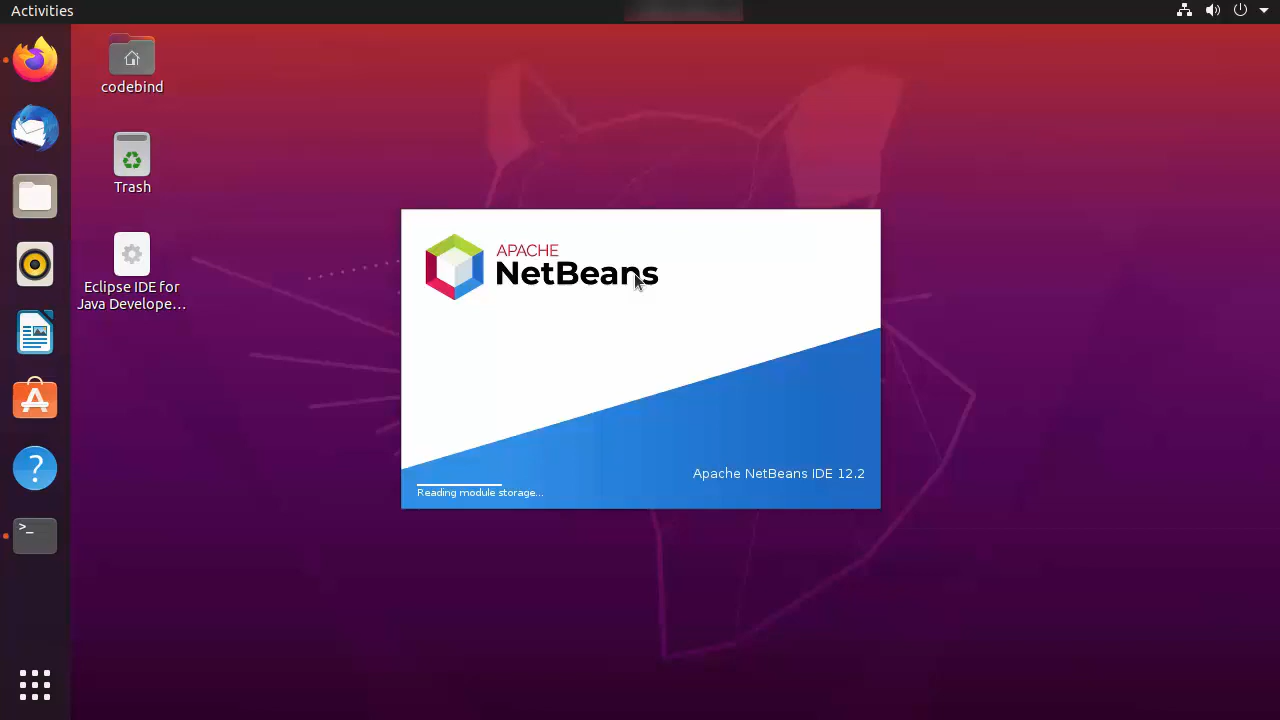 Activities
codebind
Trash
Eclipse IDE for
Java Develope...
APACHE
NetBeans
Apache NetBeans IDE 12.2
Reading module storage...
?
>_